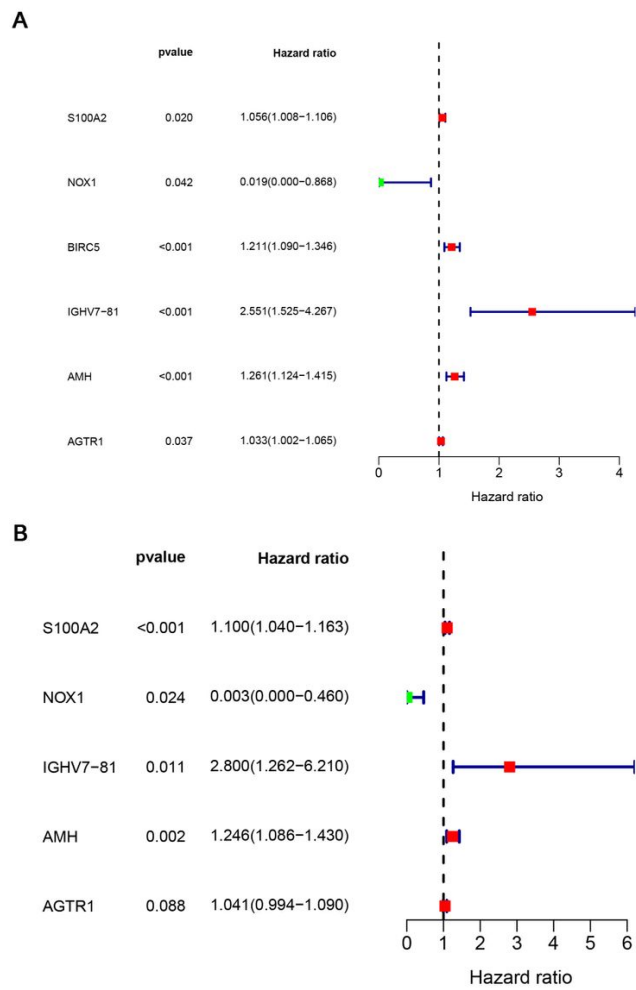 A
pvalue Hazard ratio
S100A2 0.020 1.056(1.008−1.106)
NOX1 0.042 0.019(0.000−0.868)
BIRC5 <0.001 1.211(1.090−1.346)
IGHV7−81 <0.001 2.551(1.525−4.267)
AMH <0.001 1.261(1.124−1.415)
AGTR1 0.037 1.033(1.002−1.065)
0 1 2 3 4
Hazard ratio
B
pvalue Hazard ratio
S100A2 <0.001 1.100(1.040−1.163)
NOX1 0.024 0.003(0.000−0.460)
IGHV7−81 0.011 2.800(1.262−6.210)
AMH 0.002 1.246(1.086−1.430)
AGTR1 0.088 1.041(0.994−1.090)
0 1 2 3 4 5 6
Hazard ratio